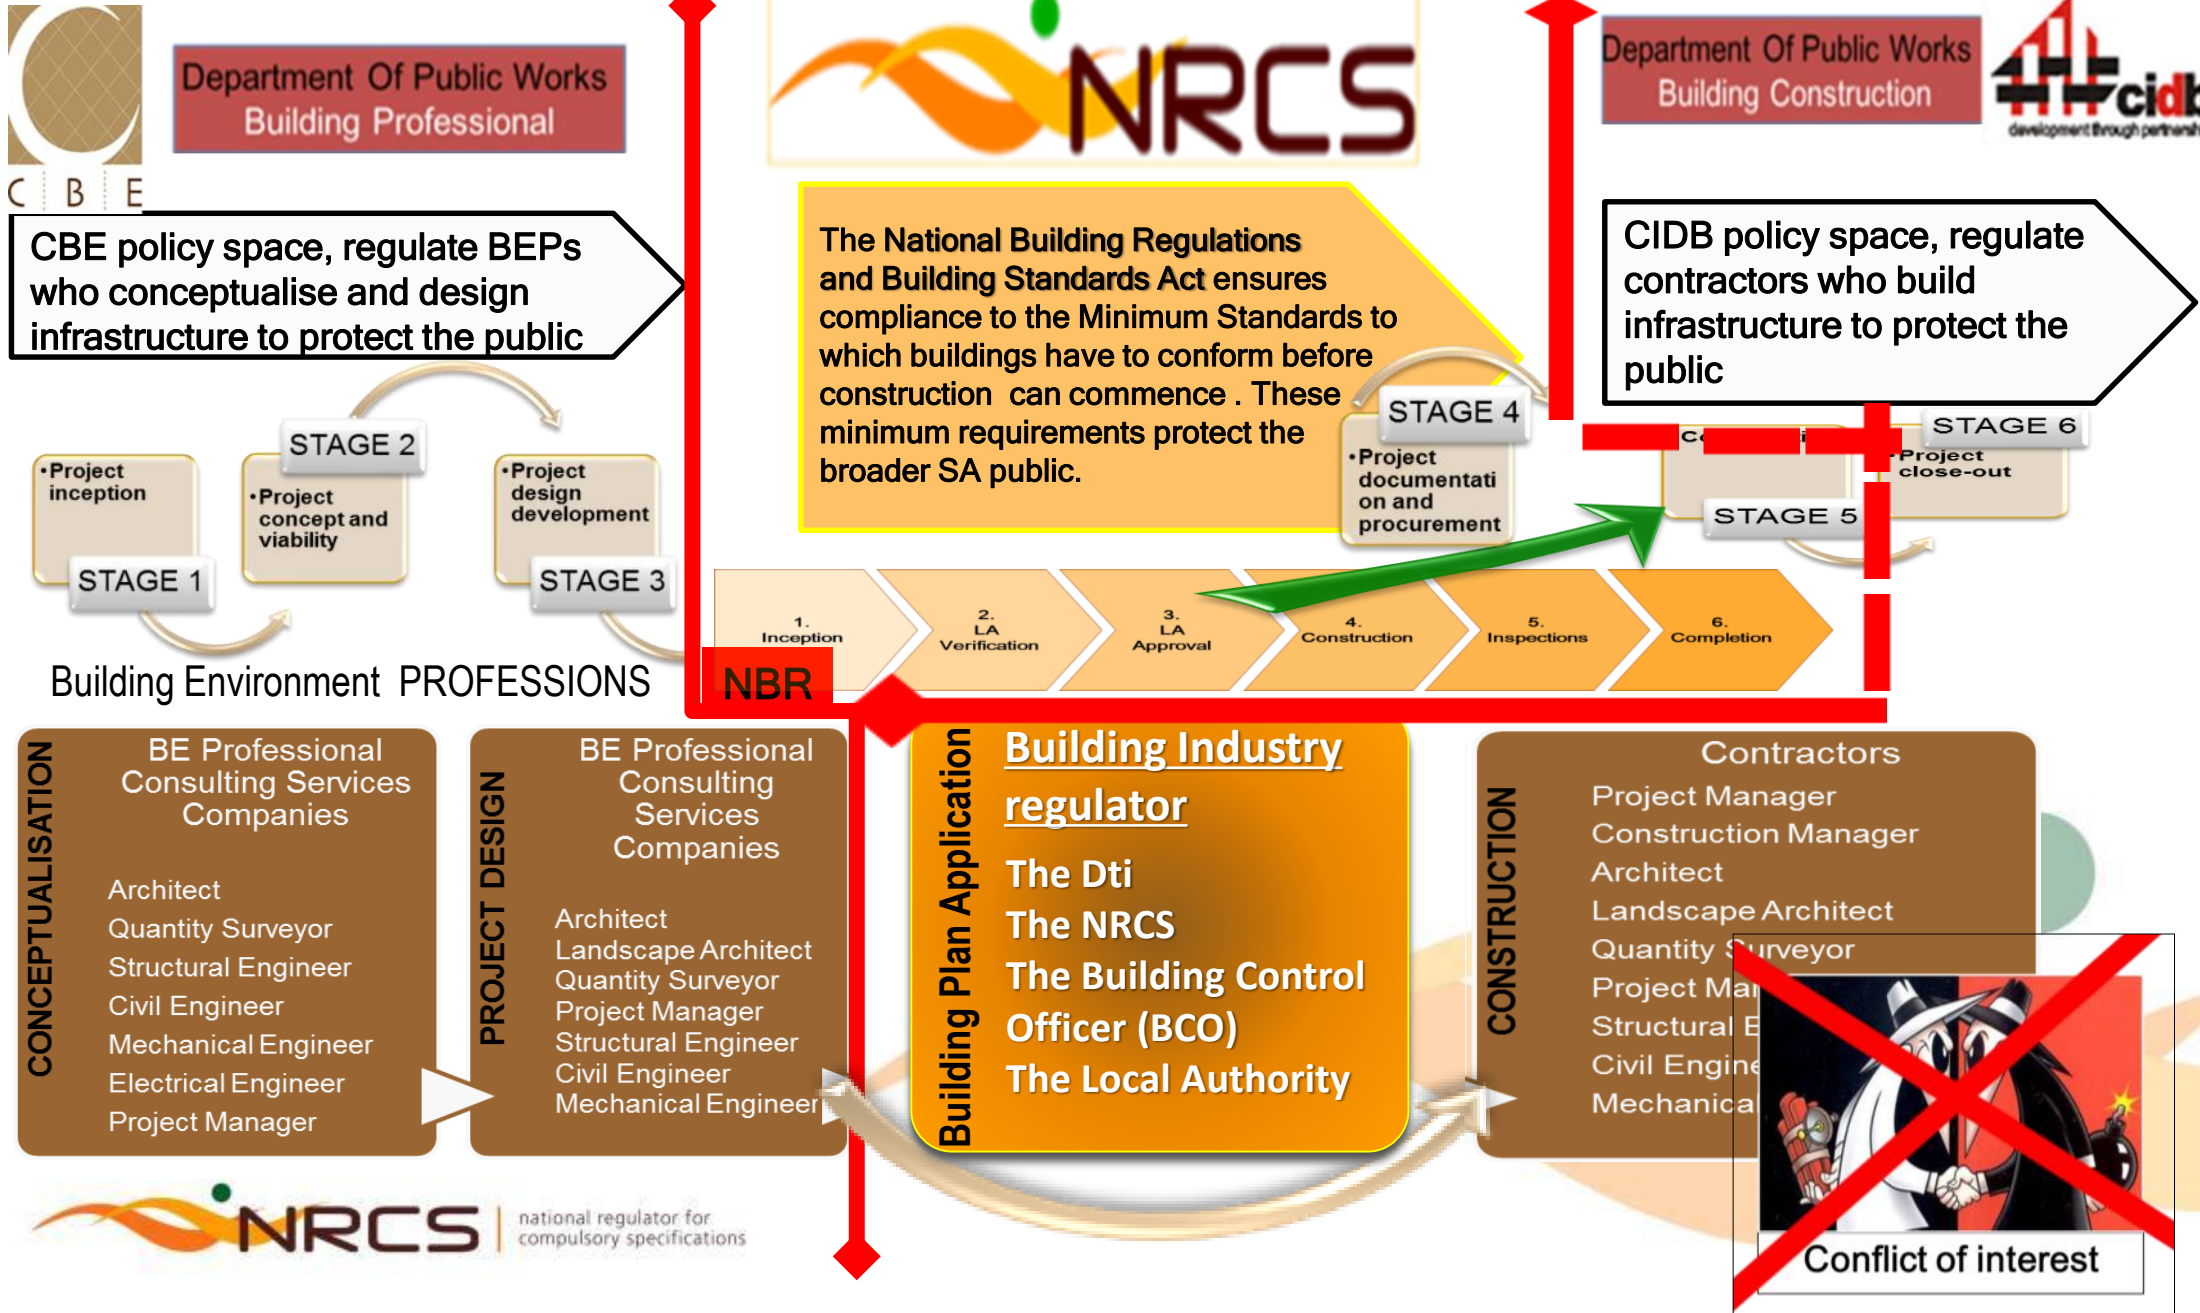 C B E
Department Of Public Works
Building Professional
NRCS
Department Of Public Works
Building Construction
cidb
development through partnership
CBE policy space, regulate BEPs
who conceptualise and design
infrastructure to protect the public
The National Building Regulations
and Building Standards Act ensures
compliance to the Minimum Standards to
which buildings have to conform before
construction can commence . These
minimum requirements protect the
broader SA public.
CIDB policy space, regulate
contractors who build
infrastructure to protect the
public
•Project
inception
STAGE 1
STAGE 2
•Project
concept and
viability
•Project
design
development
STAGE 3
STAGE 4
•Project
documentati
on and
procurement
STAGE 5
STAGE 6
•Project
close-out
1.
Inception
2.
LA
Verification
3.
LA
Approval
4.
Construction
5.
Inspections
6.
Completion
NBR
Building Environment PROFESSIONS
CONCEPTUALISATION
BE Professional
Consulting Services
Companies
Architect
Quantity Surveyor
Structural Engineer
Civil Engineer
Mechanical Engineer
Electrical Engineer
Project Manager
PROJECT DESIGN
BE Professional
Consulting
Services
Companies
Architect
Landscape Architect
Quantity Surveyor
Project Manager
Structural Engineer
Civil Engineer
Mechanical Engineer
Building Plan Application
Building Industry
regulator
The Dti
The NRCS
The Building Control
Officer (BCO)
The Local Authority
CONSTRUCTION
Contractors
Project Manager
Construction Manager
Architect
Landscape Architect
Quantity Surveyor
Project Ma
Structural E
Civil Engine
Mechanica
Conflict of interest
NRCS
national regulator for
compulsory specifications